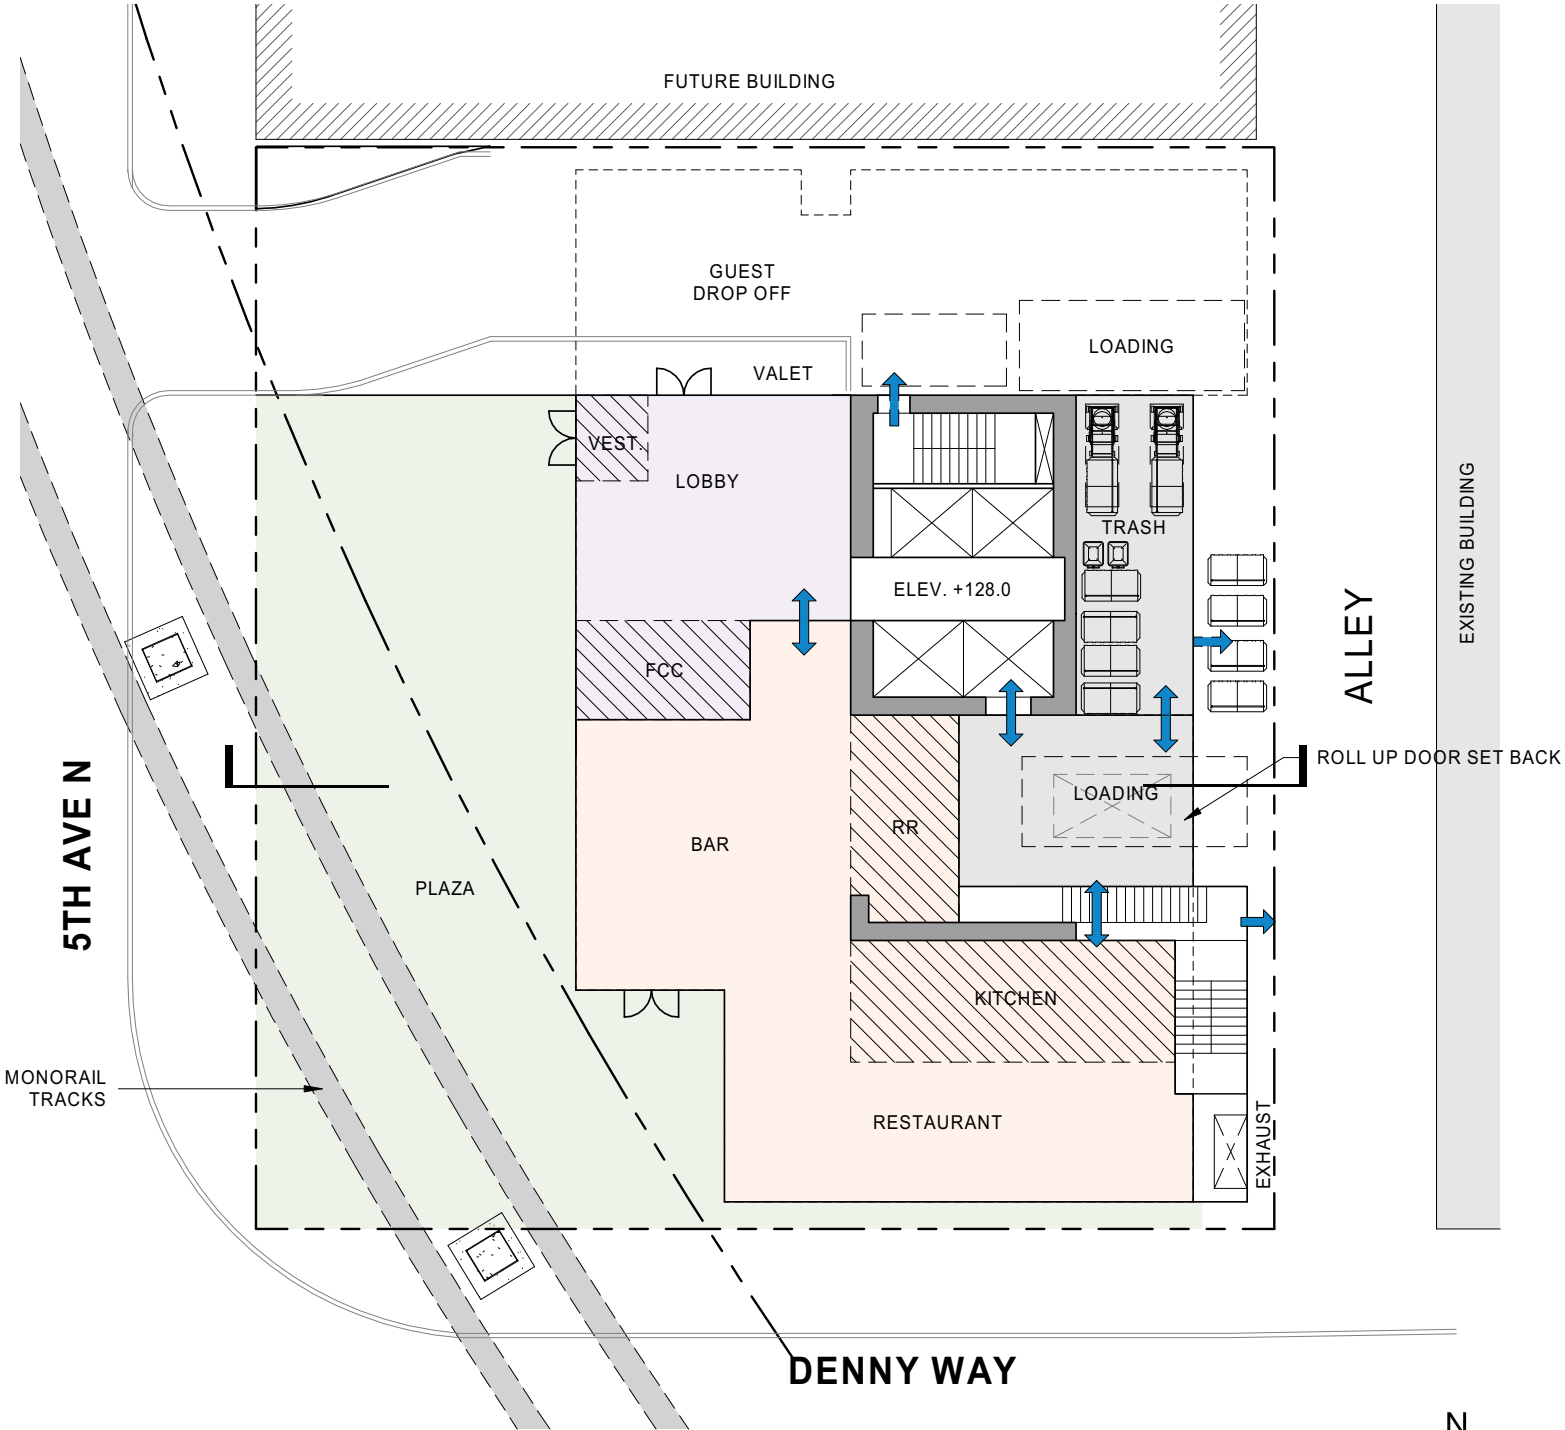 FUTURE BUILDING
GUEST
DROP OFF
LOADING
VALET
VEST.
LOBBY
TRASH
ELEV. +128.0
EXISTING BUILDING
ALLEY
FCC
ROLL UP DOOR SET BACK
LOADING
5TH AVE N
RR
BAR
PLAZA
KITCHEN
MONORAIL
TRACKS
RESTAURANT
EXHAUST
DENNY WAY
N